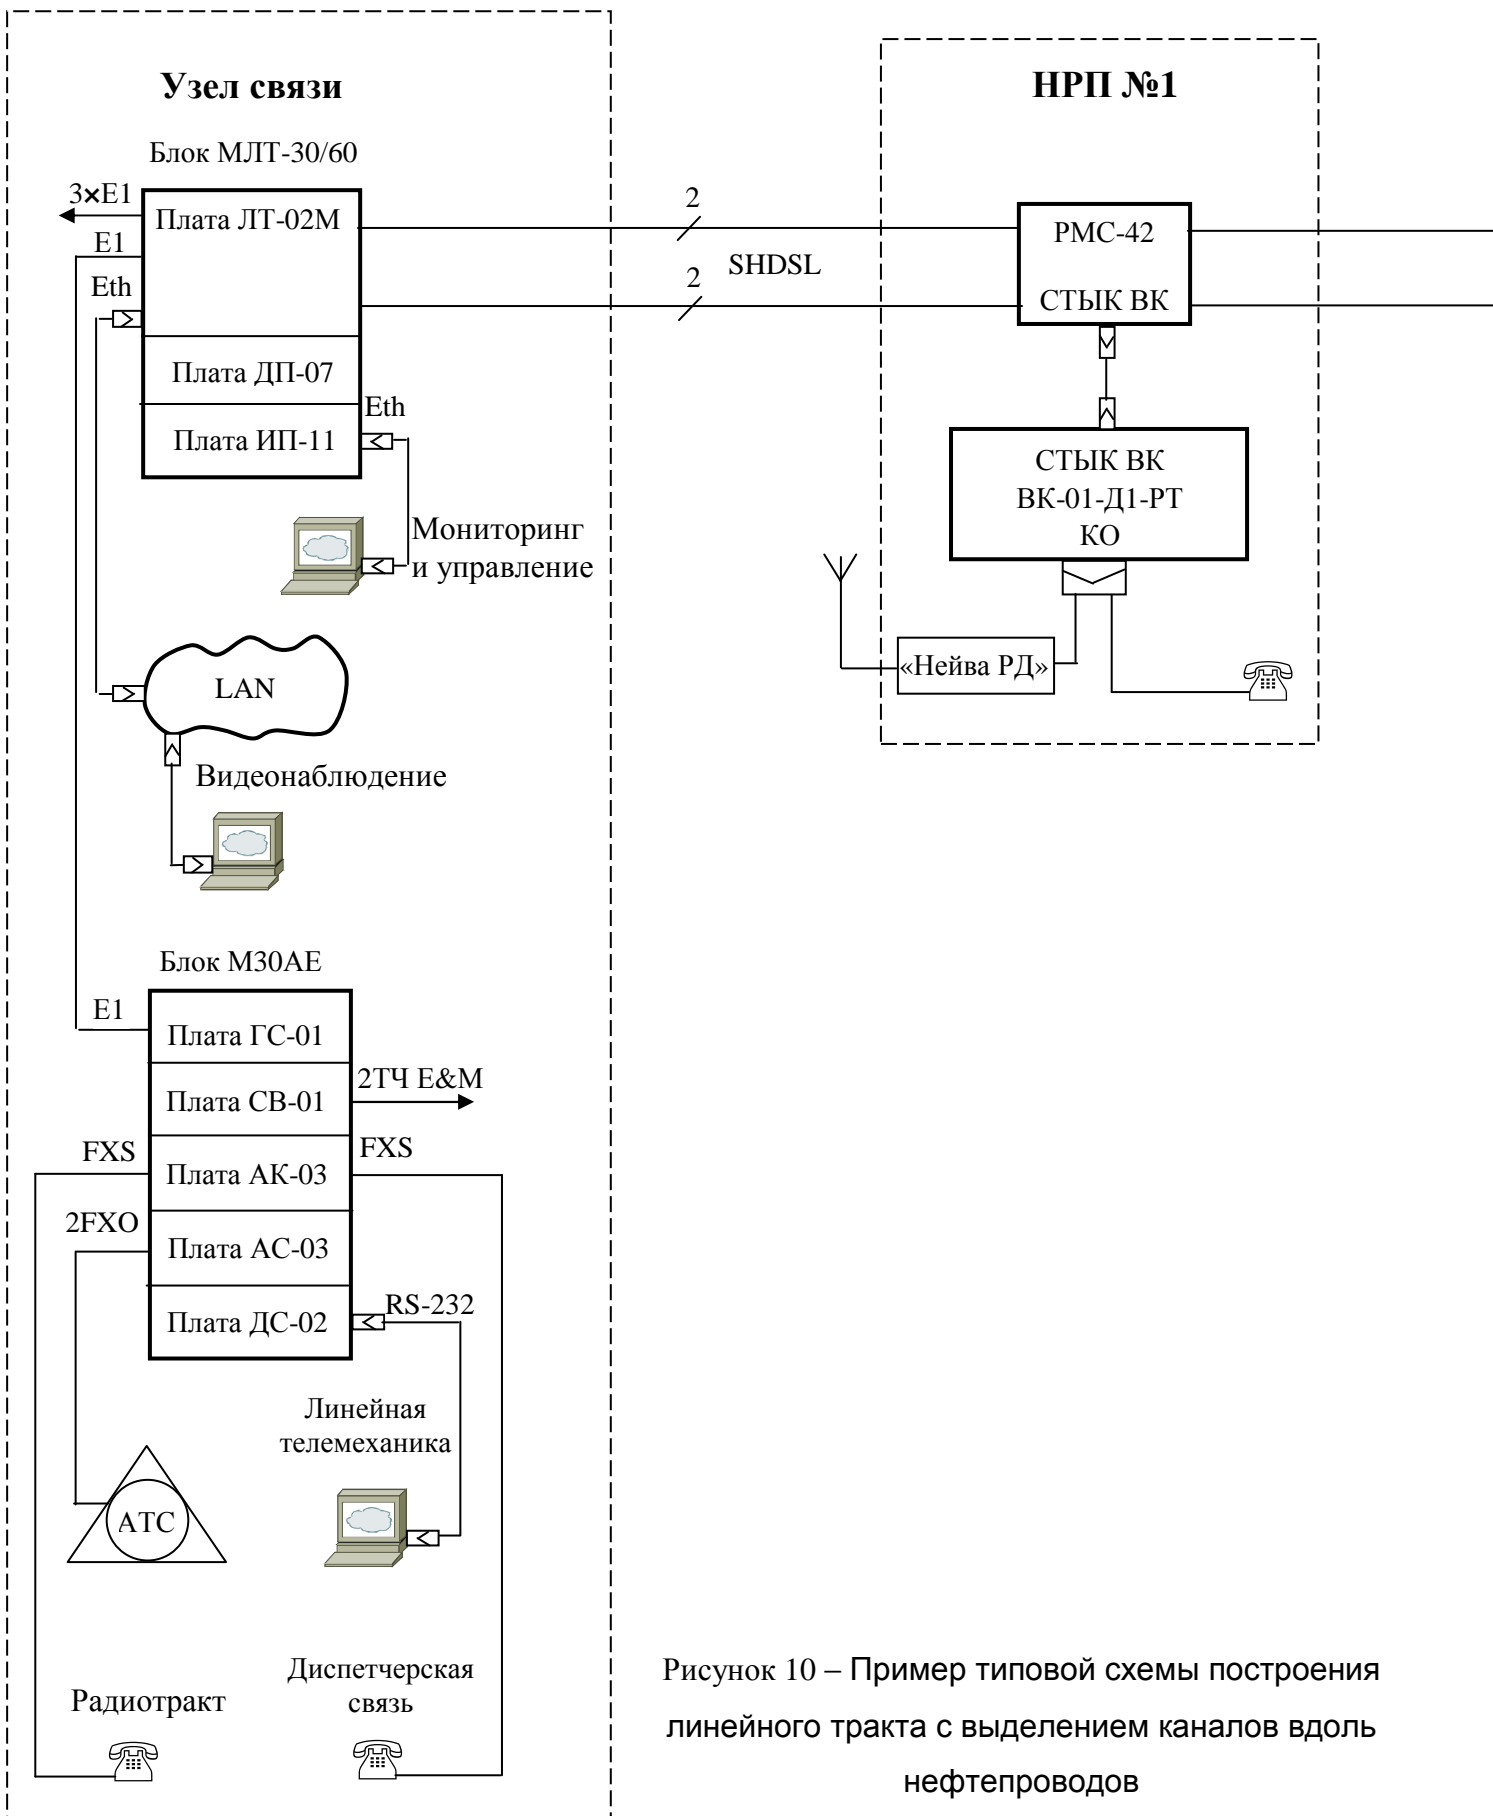 Узел связи
Блок МЛТ-30/60
3×E1
Плата ЛТ-02М
E1
Eth
Плата ДП-07
Eth
Плата ИП-11
Мониторинг
и управление
LAN
Видеонаблюдение
Блок М30АЕ
E1
Плата ГС-01
2ТЧ E&M
Плата СВ-01
FXS
FXS
Плата АК-03
2FXO
Плата АС-03
RS-232
Плата ДС-02
Линейная
телемеханика
АТС
Диспетчерская
связь
Радиотракт
2
SHDSL
2
НРП №1
РМС-42
СТЫК ВК
СТЫК ВК
ВК-01-Д1-РТ
КО
«Нейва РД»
Рисунок 10 – Пример типовой схемы построения
линейного тракта с выделением каналов вдоль
нефтепроводов